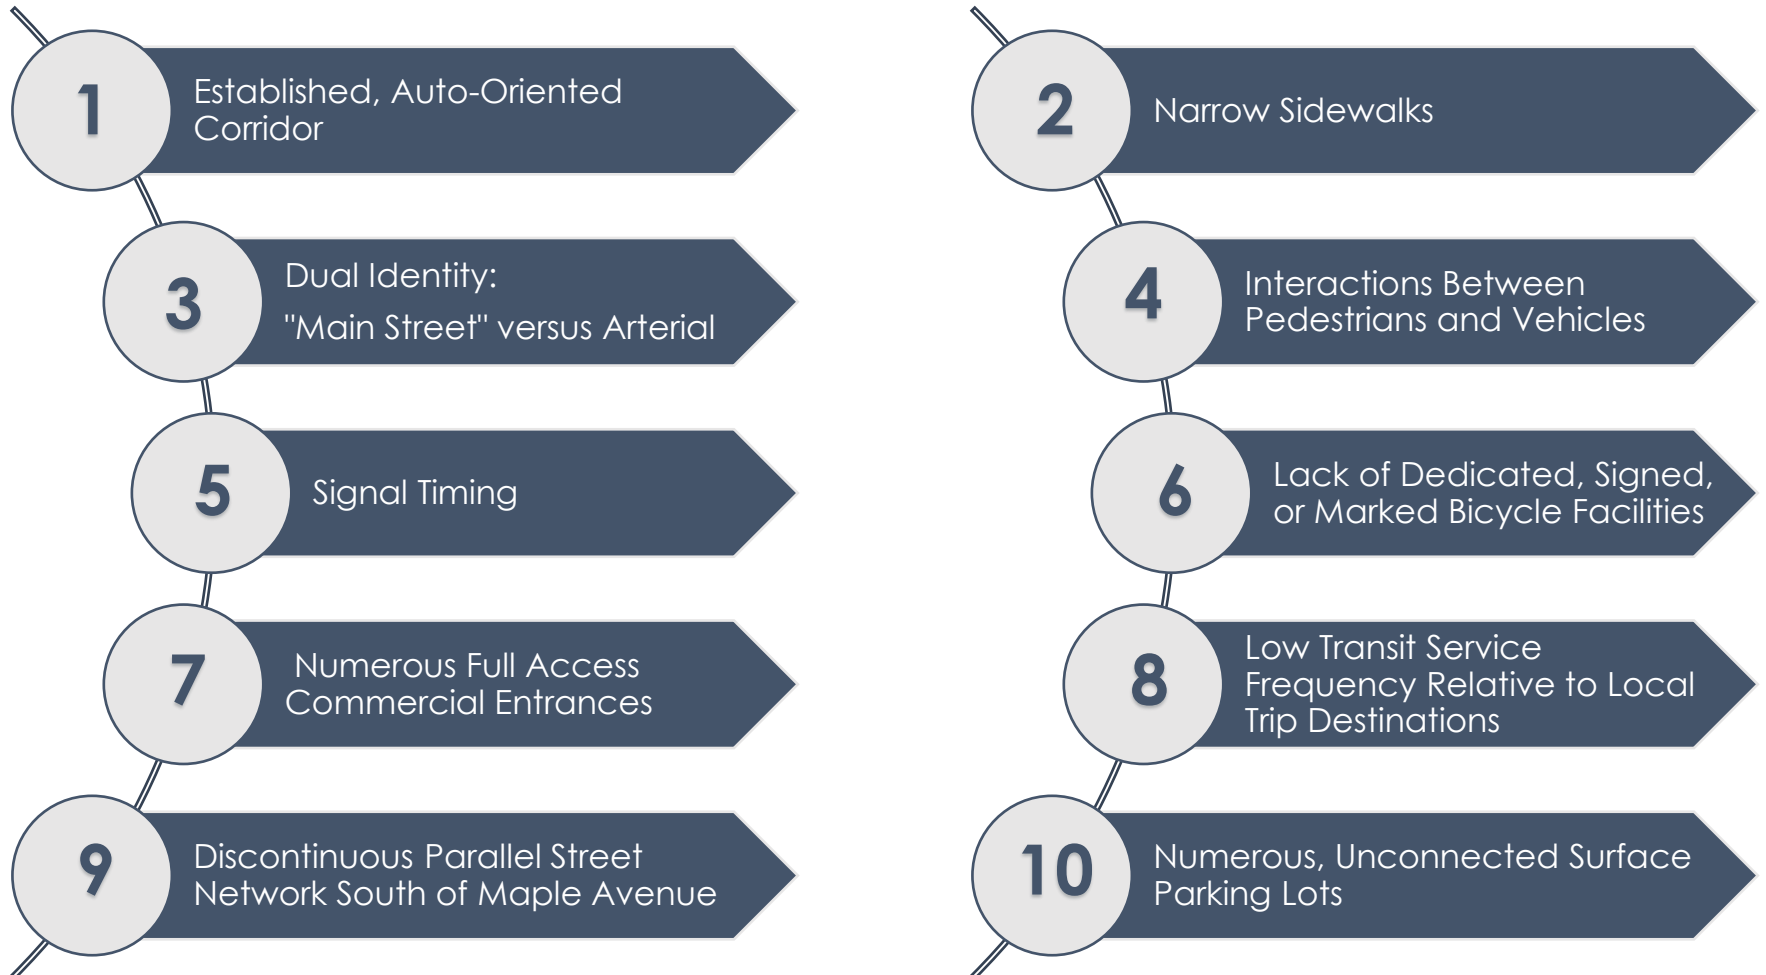 1
Established, Auto-Oriented
Corridor
2
Narrow Sidewalks
3
Dual Identity:
"Main Street" versus Arterial
4
Interactions Between
Pedestrians and Vehicles
5
Signal Timing
6
Lack of Dedicated, Signed,
or Marked Bicycle Facilities
7
Numerous Full Access
Commercial Entrances
8
Low Transit Service
Frequency Relative to Local
Trip Destinations
9
Discontinuous Parallel Street
Network South of Maple Avenue
10
Numerous, Unconnected Surface
Parking Lots